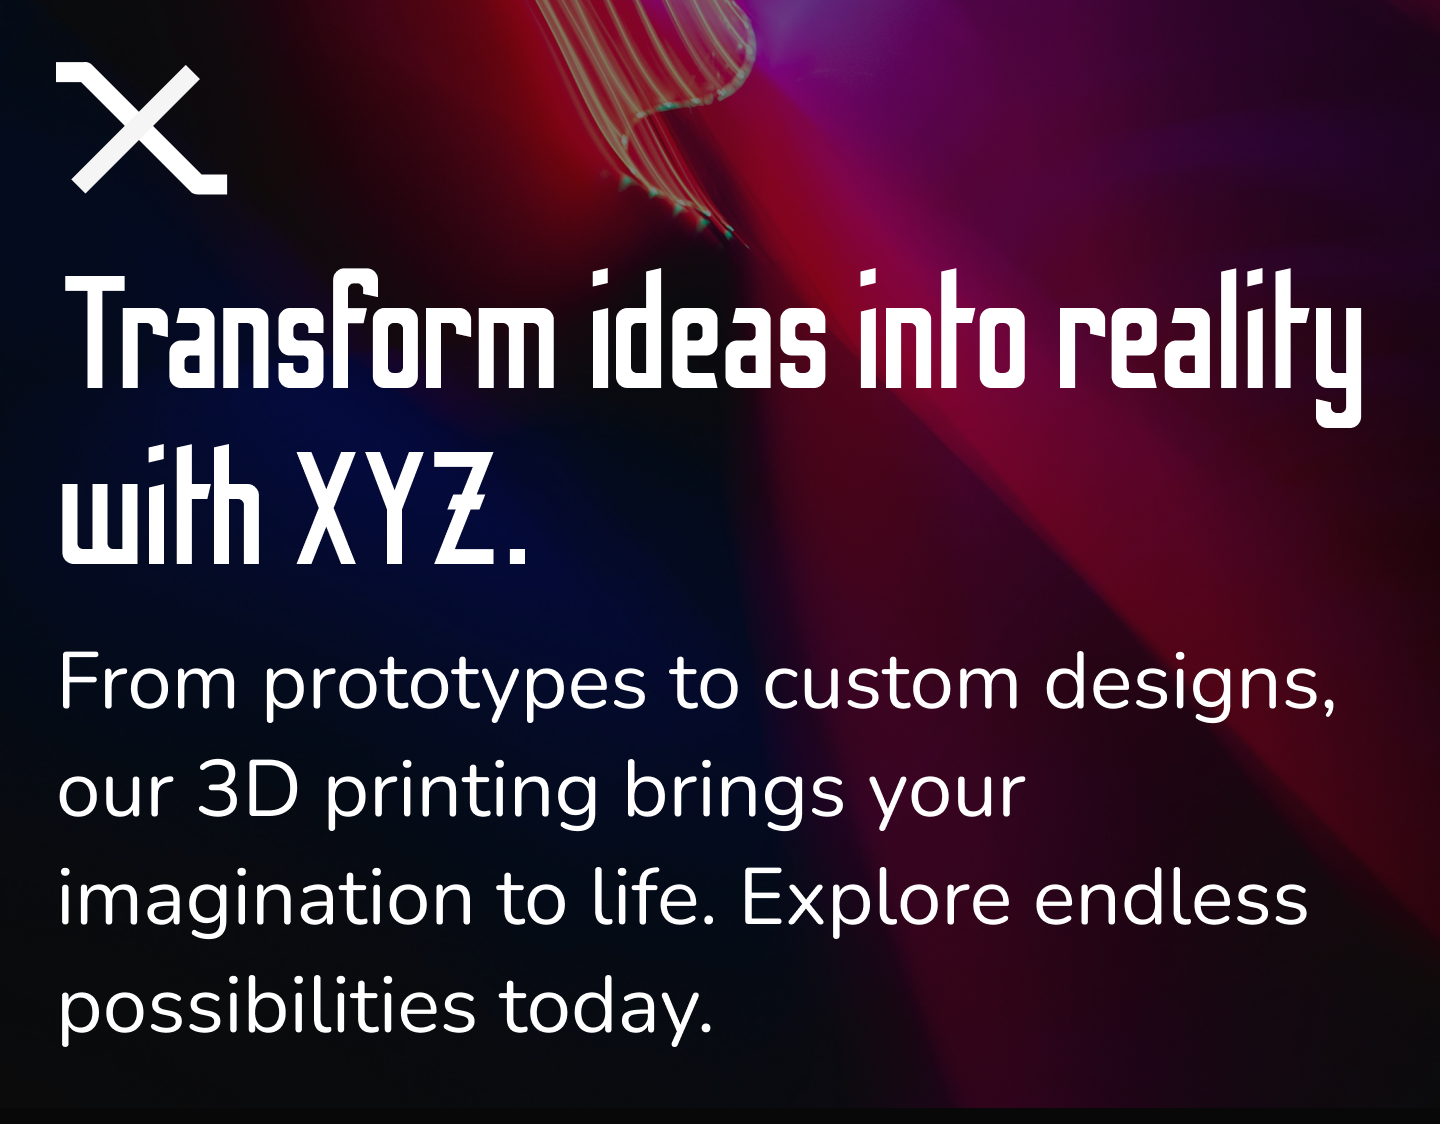 Transform ideas into reality
with XYZ.
From prototypes to custom designs,
our 3D printing brings your
imagination to life. Explore endless
possibilities today.